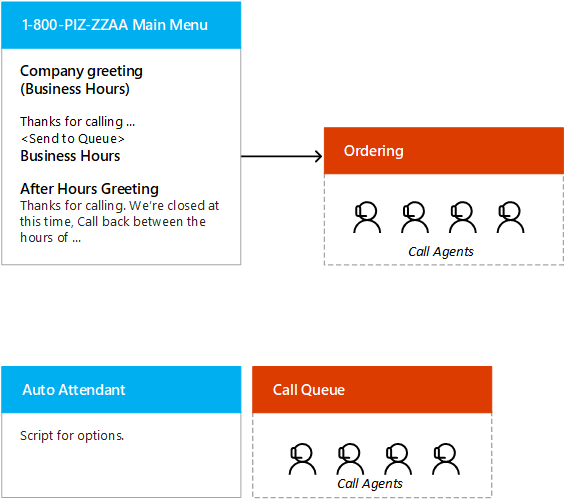 1-800-PIZ-ZZAA Main Menu
Company greeting
(Business Hours)
Thanks for calling ...
<Send to Queue>
Business Hours
After Hours Greeting
Thanks for calling. We're closed at
this time, Call back between the
hours of ...
Ordering
Call Agents
Auto Attendant
Script for options.
Call Queue
Call Agents